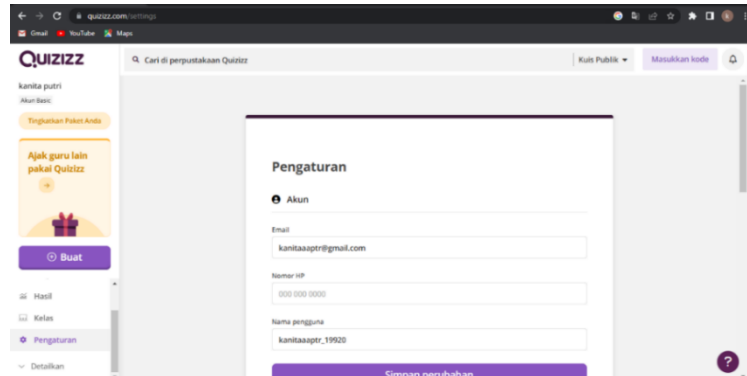 quizizz.com/settings
Gmail YouTube Maps
QUIZIZZ
Cari di perpustakaan Quizizz
Kuis Publik
Masukkan kode
kanita putri
Akun Basic
Tingkatkan Paket Anda
Ajak guru lain
pakai Quizizz
Buat
Hasil
Kelas
Pengaturan
Detailkan
Pengaturan
Akun
Email
kanitaaaptr@gmail.com
Nomor HP
000 000 0000
Nama pengguna
kanitaaaptr_19920
Simpan perubahan
?